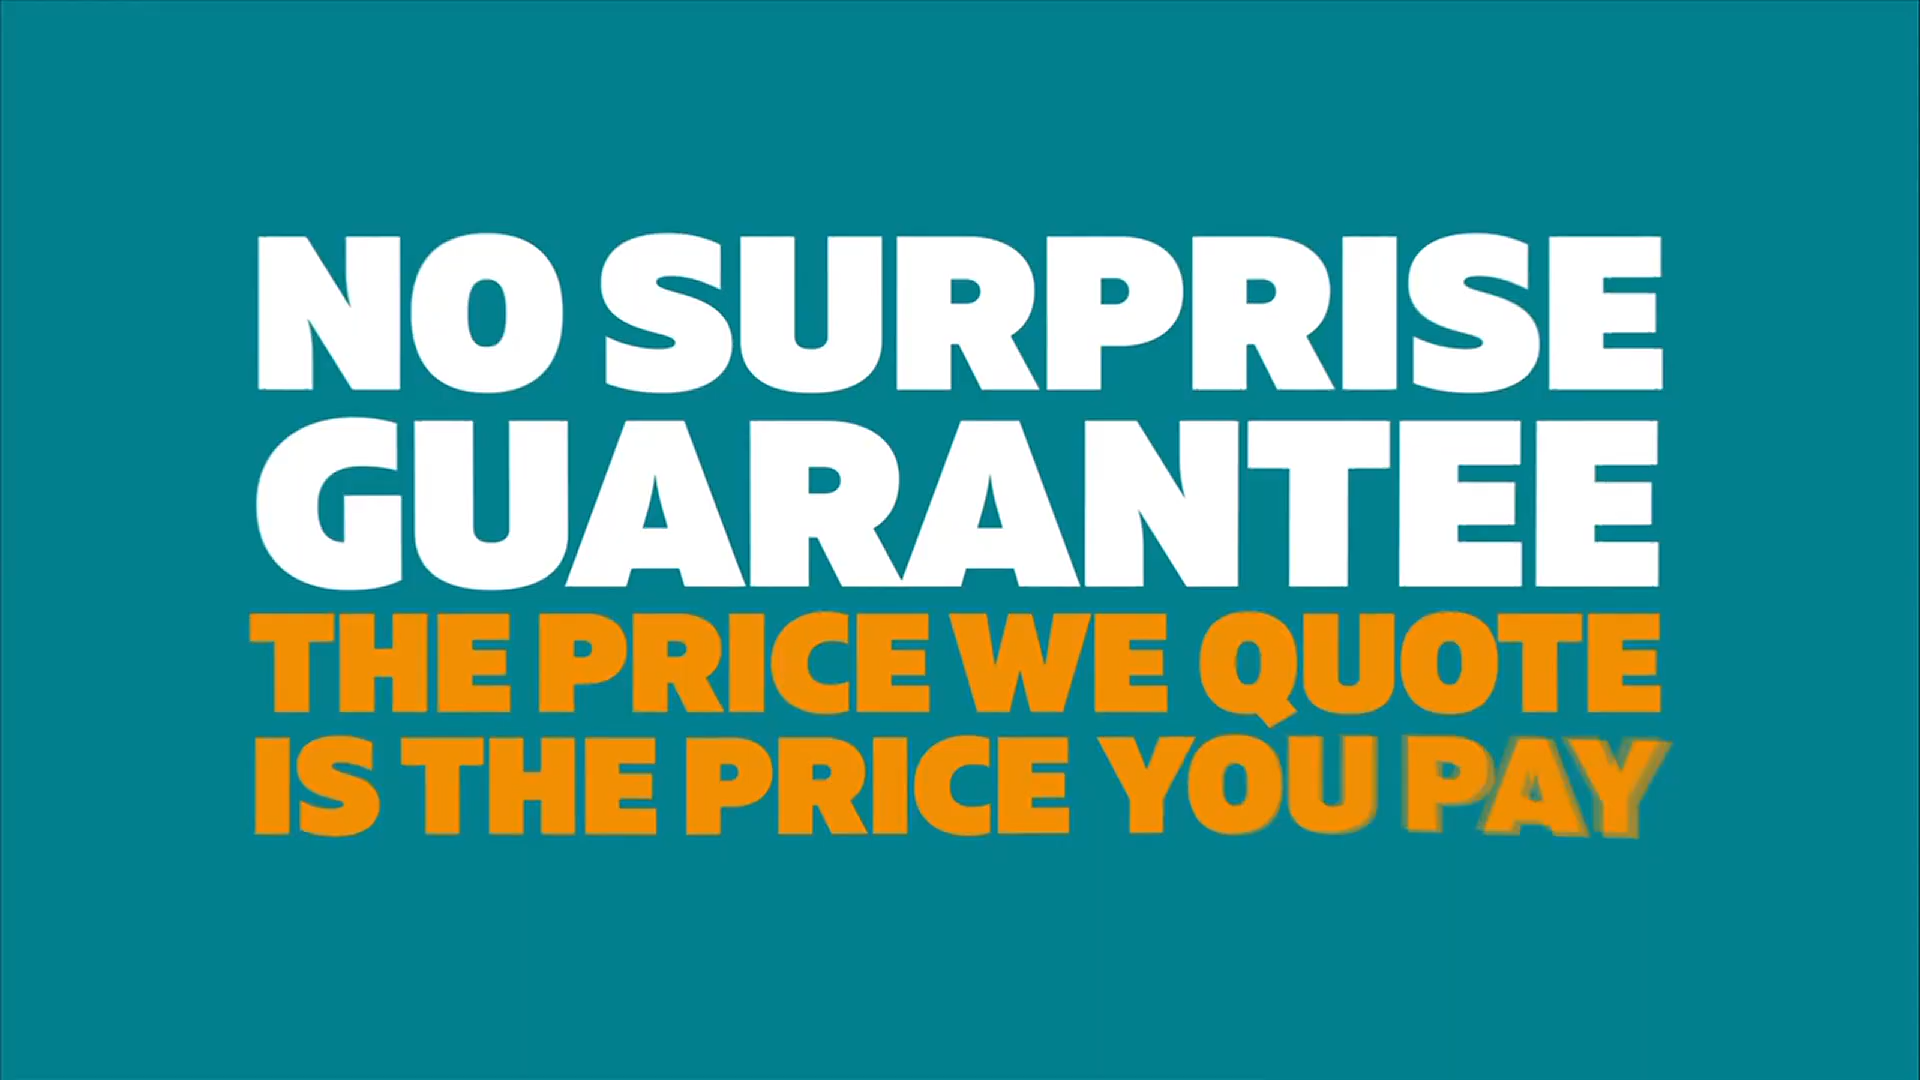 NO SURPRISE
GUARANTEE
THE PRICE WE QUOTE
IS THE PRICE YOU PAY